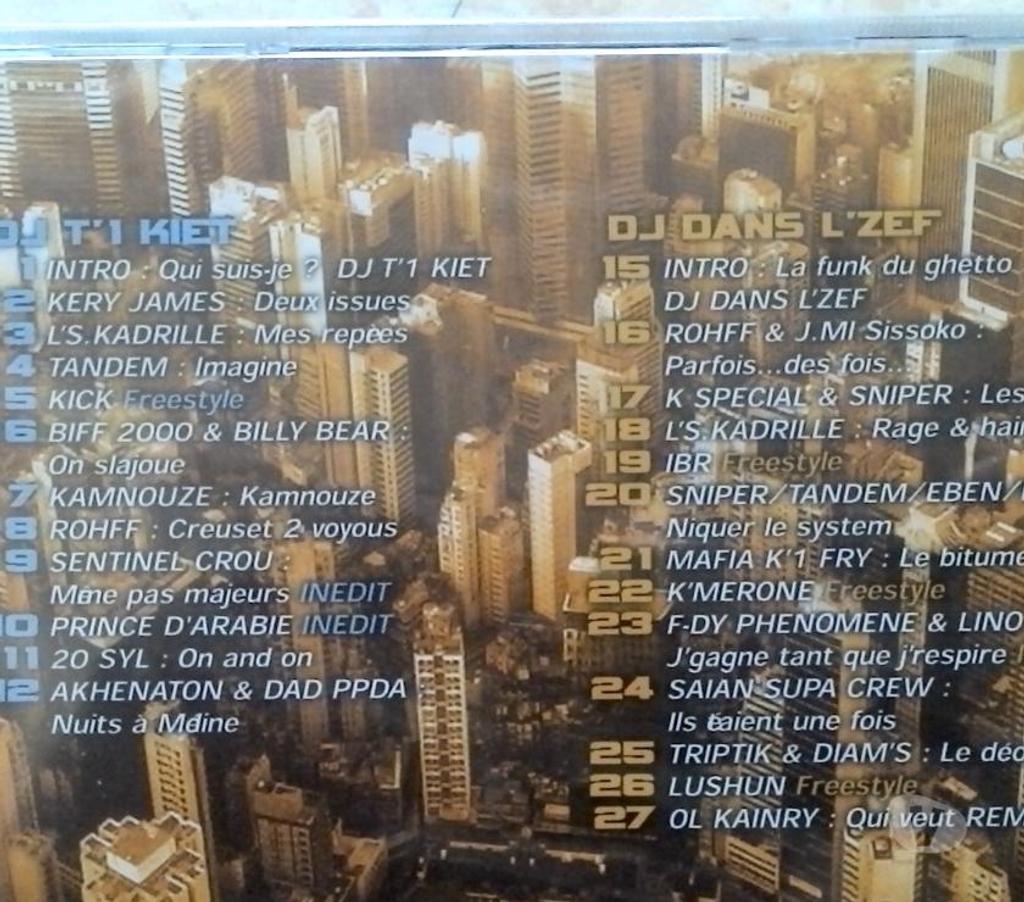 DJ T'1 KIET
1 INTRO : Qui suis-je ? DJ T'1 KIET
2 KERY JAMES : Deux issues
3 L'S.KADRILLE : Mes repèes
4 TANDEM : Imagine
5 KICK Freestyle
6 BIFF 2000 & BILLY BEAR :
On slajoue
7 KAMNOUZE : Kamnouze
8 ROHFF : Creuset 2 voyous
9 SENTINEL CROU :
Mêne pas majeurs INEDIT
10 PRINCE D'ARABIE INEDIT
11 20 SYL : On and on
12 AKHENATON & DAD PPDA :
Nuits à Médine
DJ DANS L'ZEF
15 INTRO : La funk du ghetto
DJ DANS L'ZEF
16 ROHFF & J.MI Sissoko :
Parfois...des fois...
17 K SPECIAL & SNIPER : Les
18 L'S.KADRILLE : Rage &
19 IBR Freestyle
20 SNIPER/TANDEM/EBEN/
Niquer le system
21 MAFIA K'1 FRY : Le bitume
22 K'MERONE Freestyle
23 F-DY PHENOMENE & LINO
J'gagne tant que j'respire
24 SAIAN SUPA CREW :
Ils étaient une fois
25 TRIPTIK & DIAM'S : Le
26 LUSHUN Freestyle
27 OL KAINRY : Qui veut